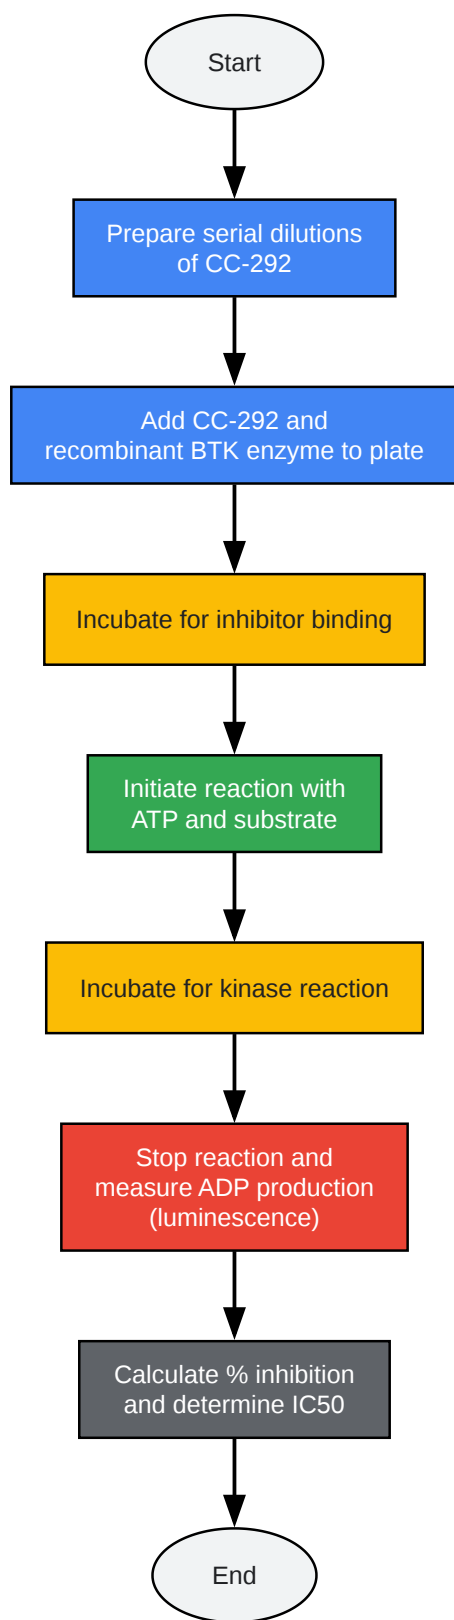 Start
Prepare serial dilutions
of CC-292
Add CC-292 and
recombinant BTK enzyme to plate
Incubate for inhibitor binding
Initiate reaction with
ATP and substrate
Incubate for kinase reaction
Stop reaction and
measure ADP production
(luminescence)
Calculate % inhibition
and determine IC50
End